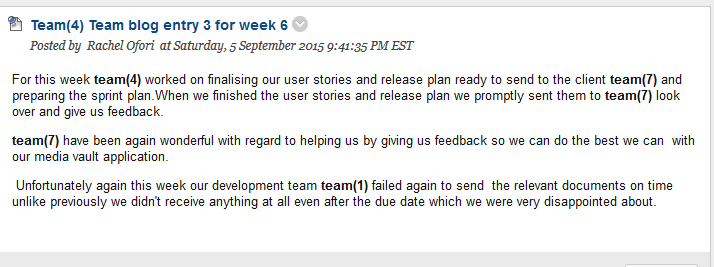 Team(4) Team blog entry 3 for week 6
Posted by Rachel Ofori at Saturday, 5 September 2015 9:41:35 PM EST
For this week team(4) worked on finalising our user stories and release plan ready to send to the client team(7) and
preparing the sprint plan.When we finished the user stories and release plan we promptly sent them to team(7) look
over and give us feedback.
team(7) have been again wonderful with regard to helping us by giving us feedback so we can do the best we can with
our media vault application.
Unfortunately again this week our development team team(1) failed again to send the relevant documents on time
unlike previously we didn't receive anything at all even after the due date which we were very disappointed about.